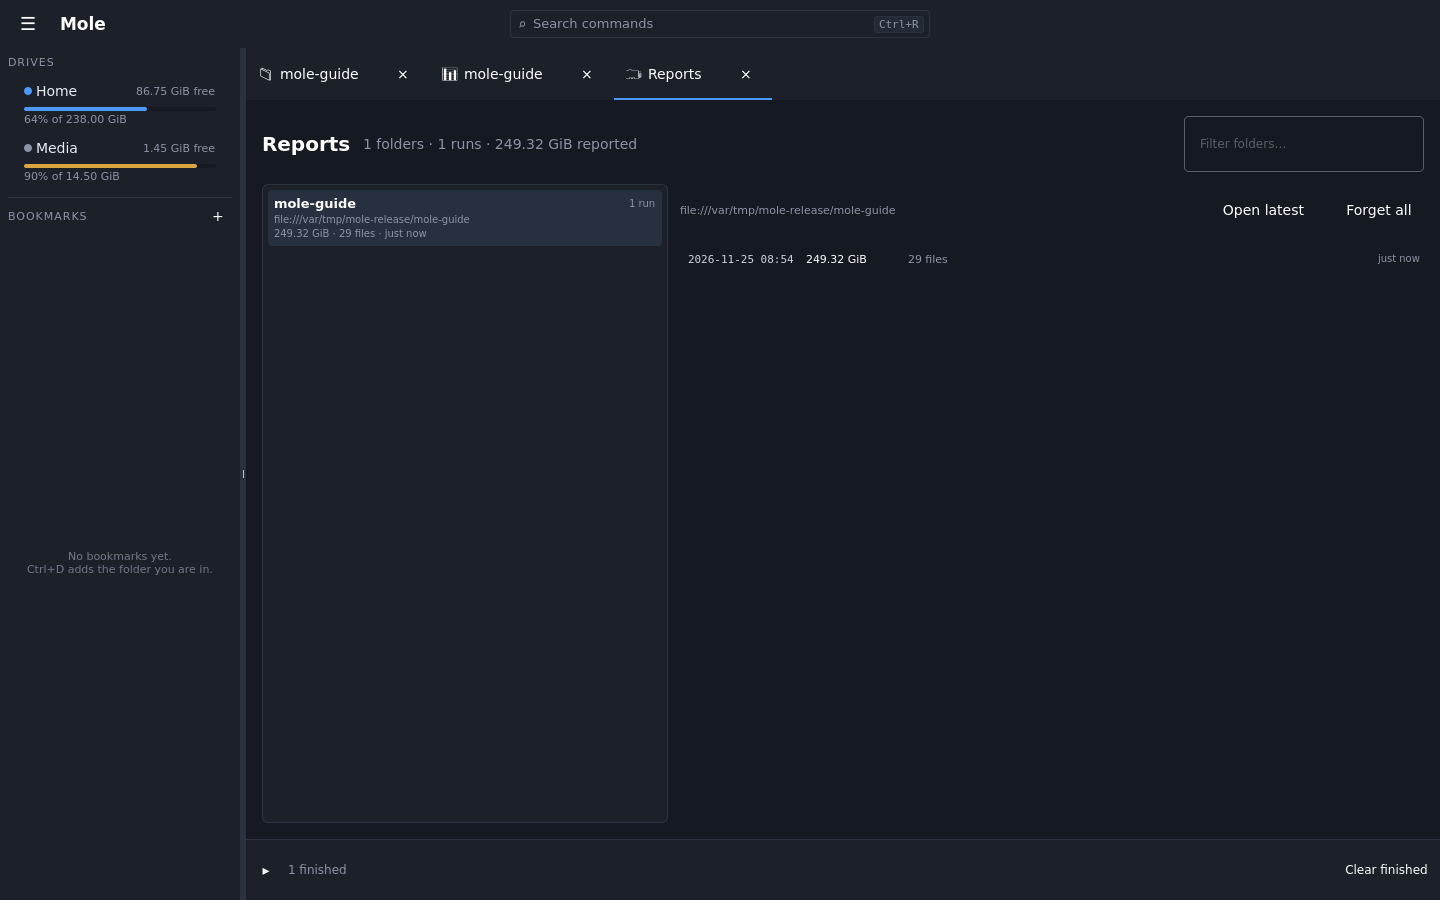 ☰ Mole
⌕ Search commands Ctrl+R
DRIVES
Home 86.75 GiB free
64% of 238.00 GiB
Media 1.45 GiB free
90% of 14.50 GiB
BOOKMARKS +
No bookmarks yet.
Ctrl+D adds the folder you are in.
mole-guide ×
mole-guide ×
Reports ×
Reports 1 folders · 1 runs · 249.32 GiB reported
Filter folders…
mole-guide 1 run
file:///var/tmp/mole-release/mole-guide
249.32 GiB · 29 files · just now
file:///var/tmp/mole-release/mole-guide Open latest Forget all
2026-11-25 08:54 249.32 GiB 29 files just now
▸ 1 finished Clear finished